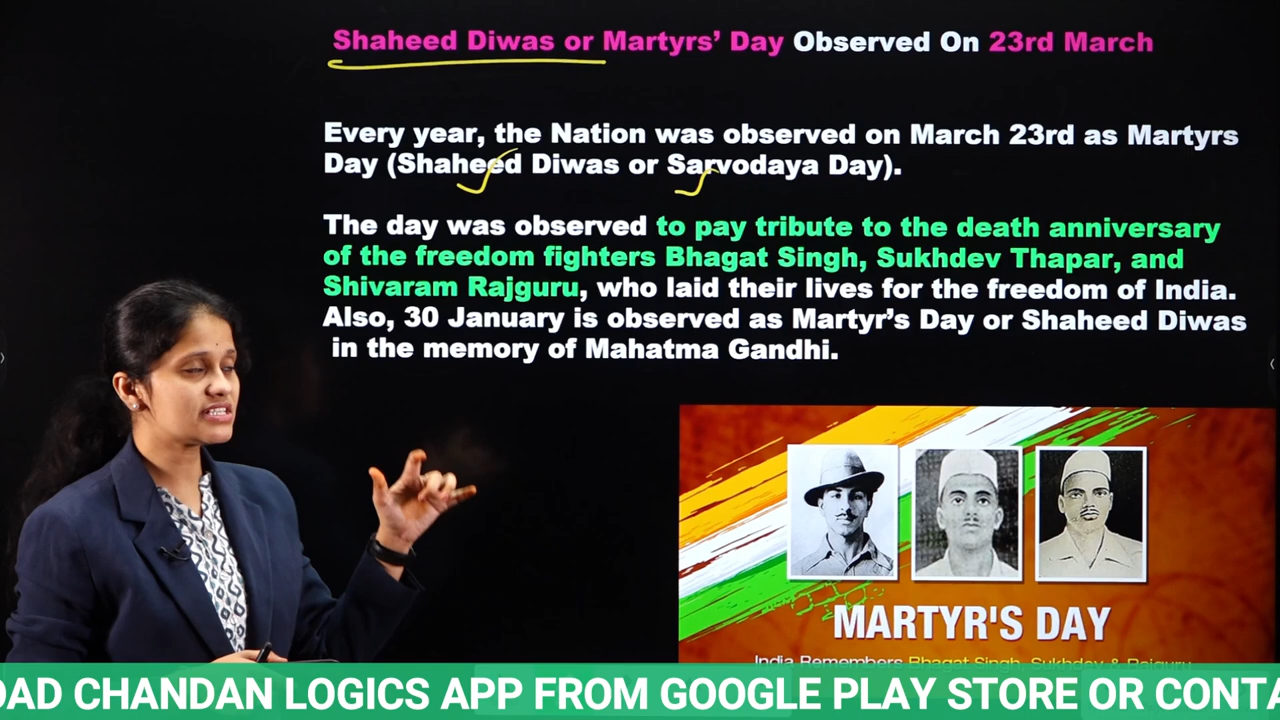 Shaheed Diwas or Martyrs’ Day Observed On 23rd March
Every year, the Nation was observed on March 23rd as Martyrs
Day (Shaheed Diwas or Sarvodaya Day).
The day was observed to pay tribute to the death anniversary
of the freedom fighters Bhagat Singh, Sukhdev Thapar, and
Shivaram Rajguru, who laid their lives for the freedom of India.
Also, 30 January is observed as Martyr’s Day or Shaheed Diwas
in the memory of Mahatma Gandhi.
MARTYR'S DAY
India Remembers Bhagat Singh, Sukhdev & Rajguru
OAD CHANDAN LOGICS APP FROM GOOGLE PLAY STORE OR CONTA